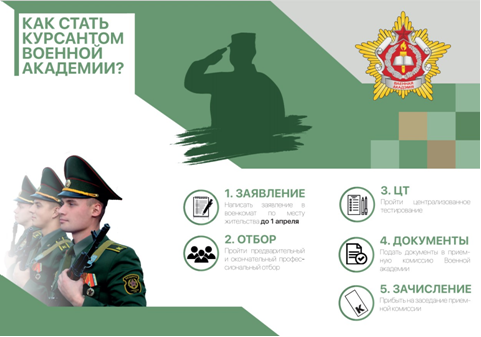 КАК СТАТЬ
КУРСАНТОМ
ВОЕННОЙ
АКАДЕМИИ?
ВОЕННАЯ
АКАДЕМИЯ
1. ЗАЯВЛЕНИЕ
Написать заявление в
военкомат по месту
жительства до 1 апреля
2. ОТБОР
Пройти предварительный
и окончательный профес-
сиональный отбор
3. ЦТ
Пройти централизованное
тестирование
4. ДОКУМЕНТЫ
Подать документы в прием-
ную комиссию Военной
академии
5. ЗАЧИСЛЕНИЕ
Прибыть на заседание прием-
ной комиссии